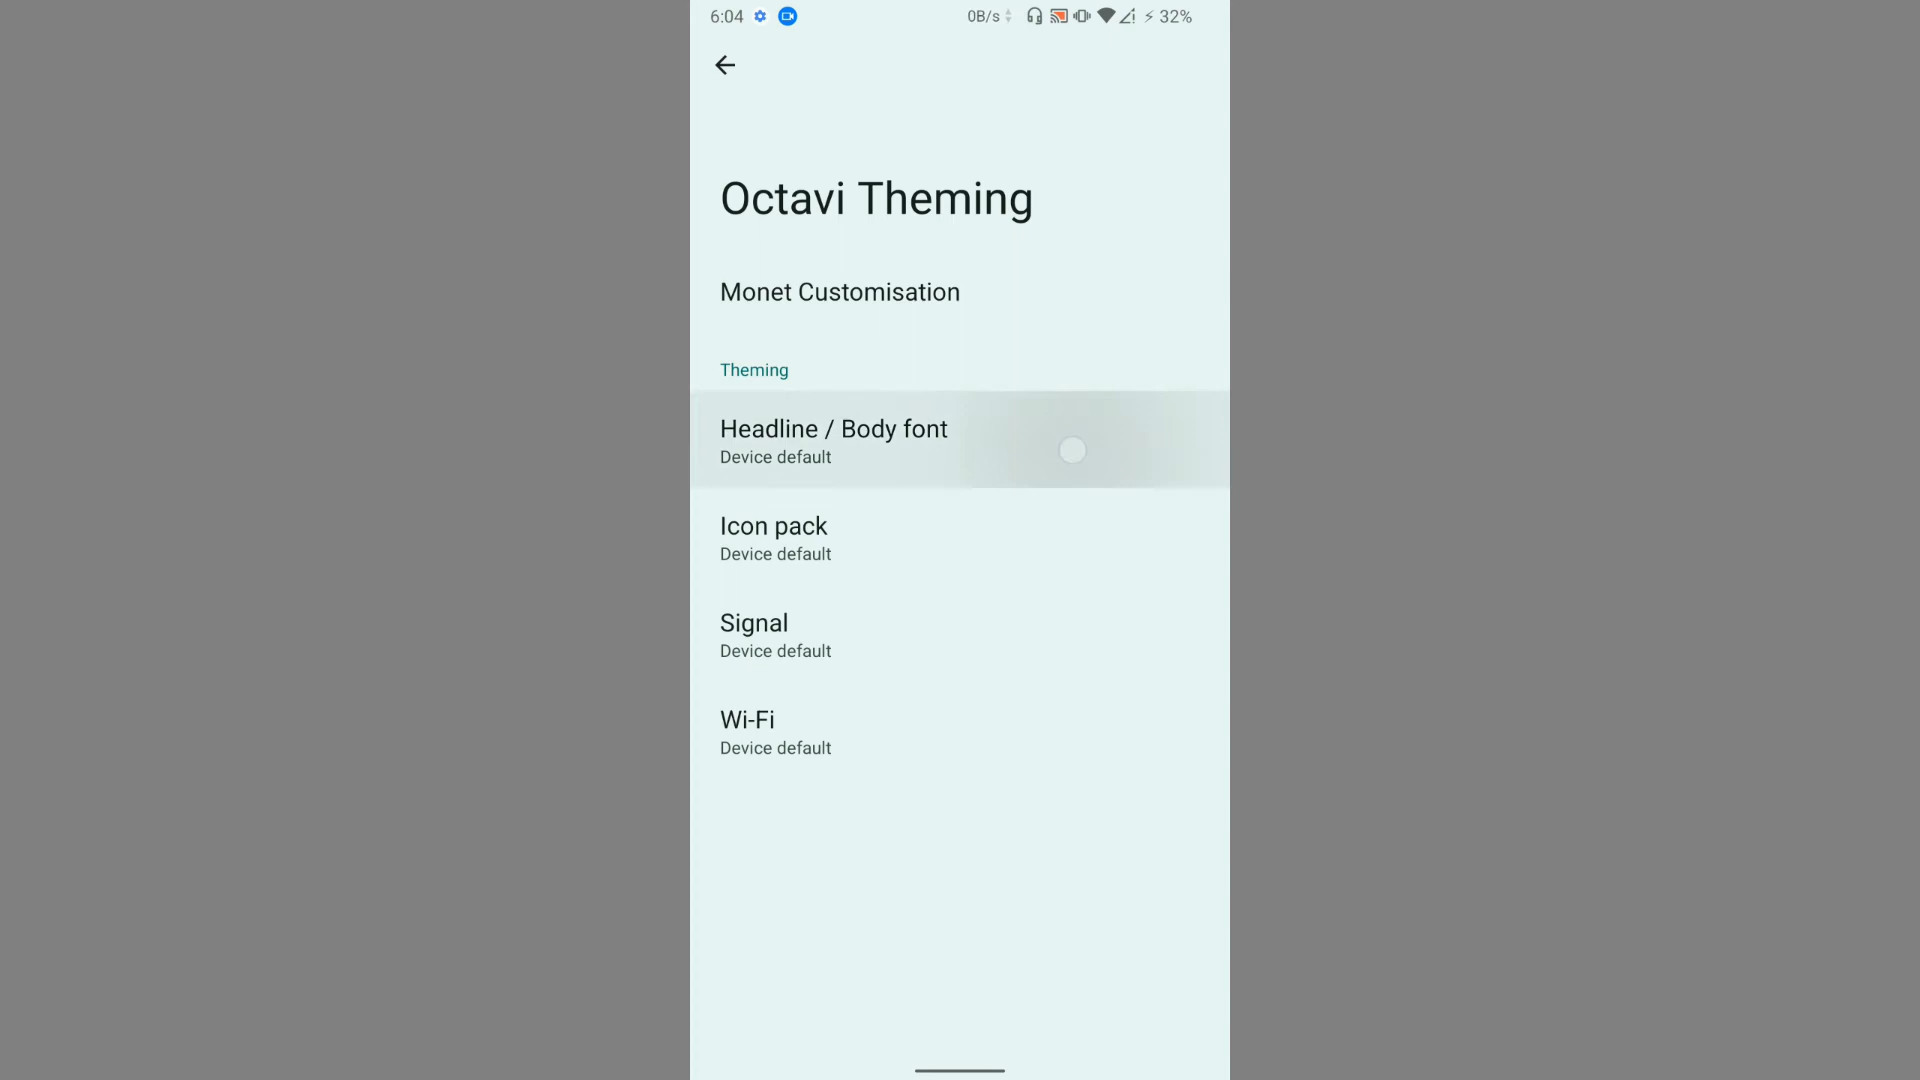 6:04 0B/s 32%
Octavi Theming
Monet Customisation
Theming
Headline / Body font
Device default
Icon pack
Device default
Signal
Device default
Wi-Fi
Device default